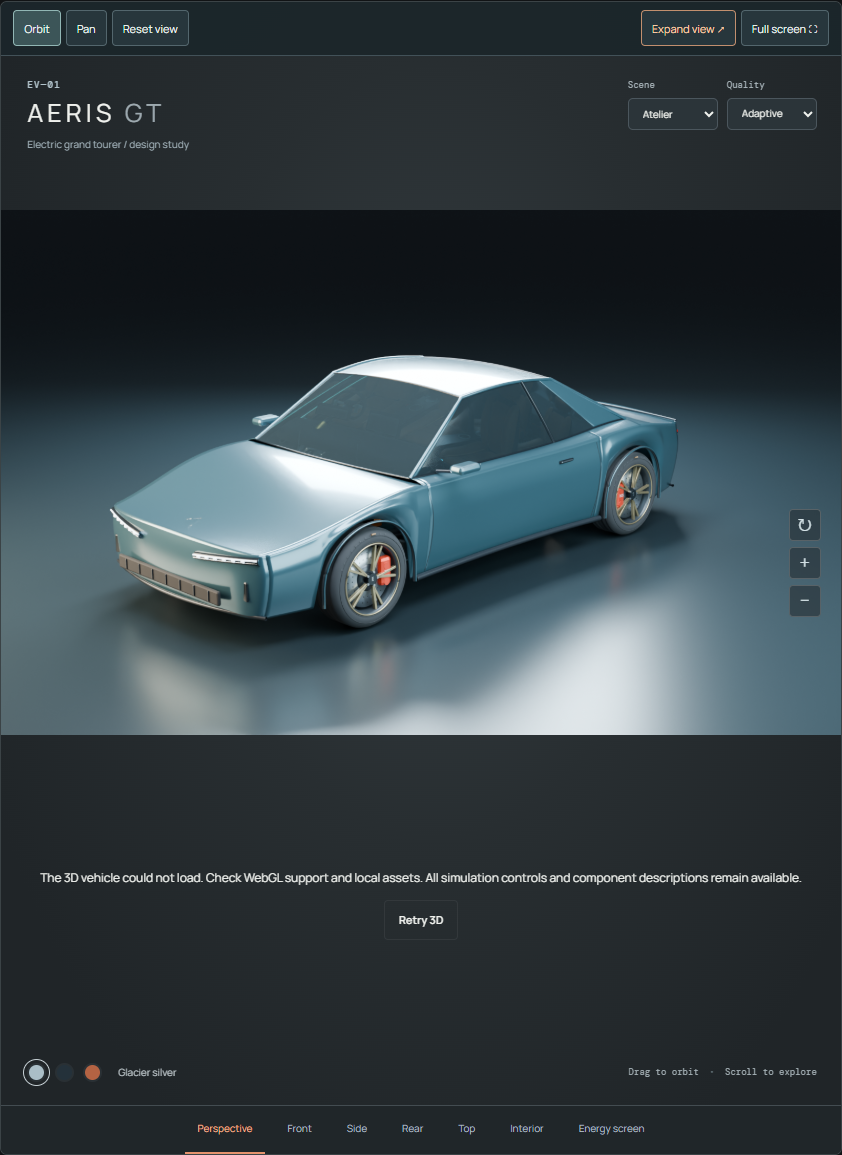 Orbit
Pan
Reset view
Expand view ↗
Full screen ⛶
EV—01
AERIS GT
Electric grand tourer / design study
Scene
Quality
Atelier
Adaptive
↻
+
−
The 3D vehicle could not load. Check WebGL support and local assets. All simulation controls and component descriptions remain available.
Retry 3D
Glacier silver
Drag to orbit · Scroll to explore
Perspective
Front
Side
Rear
Top
Interior
Energy screen